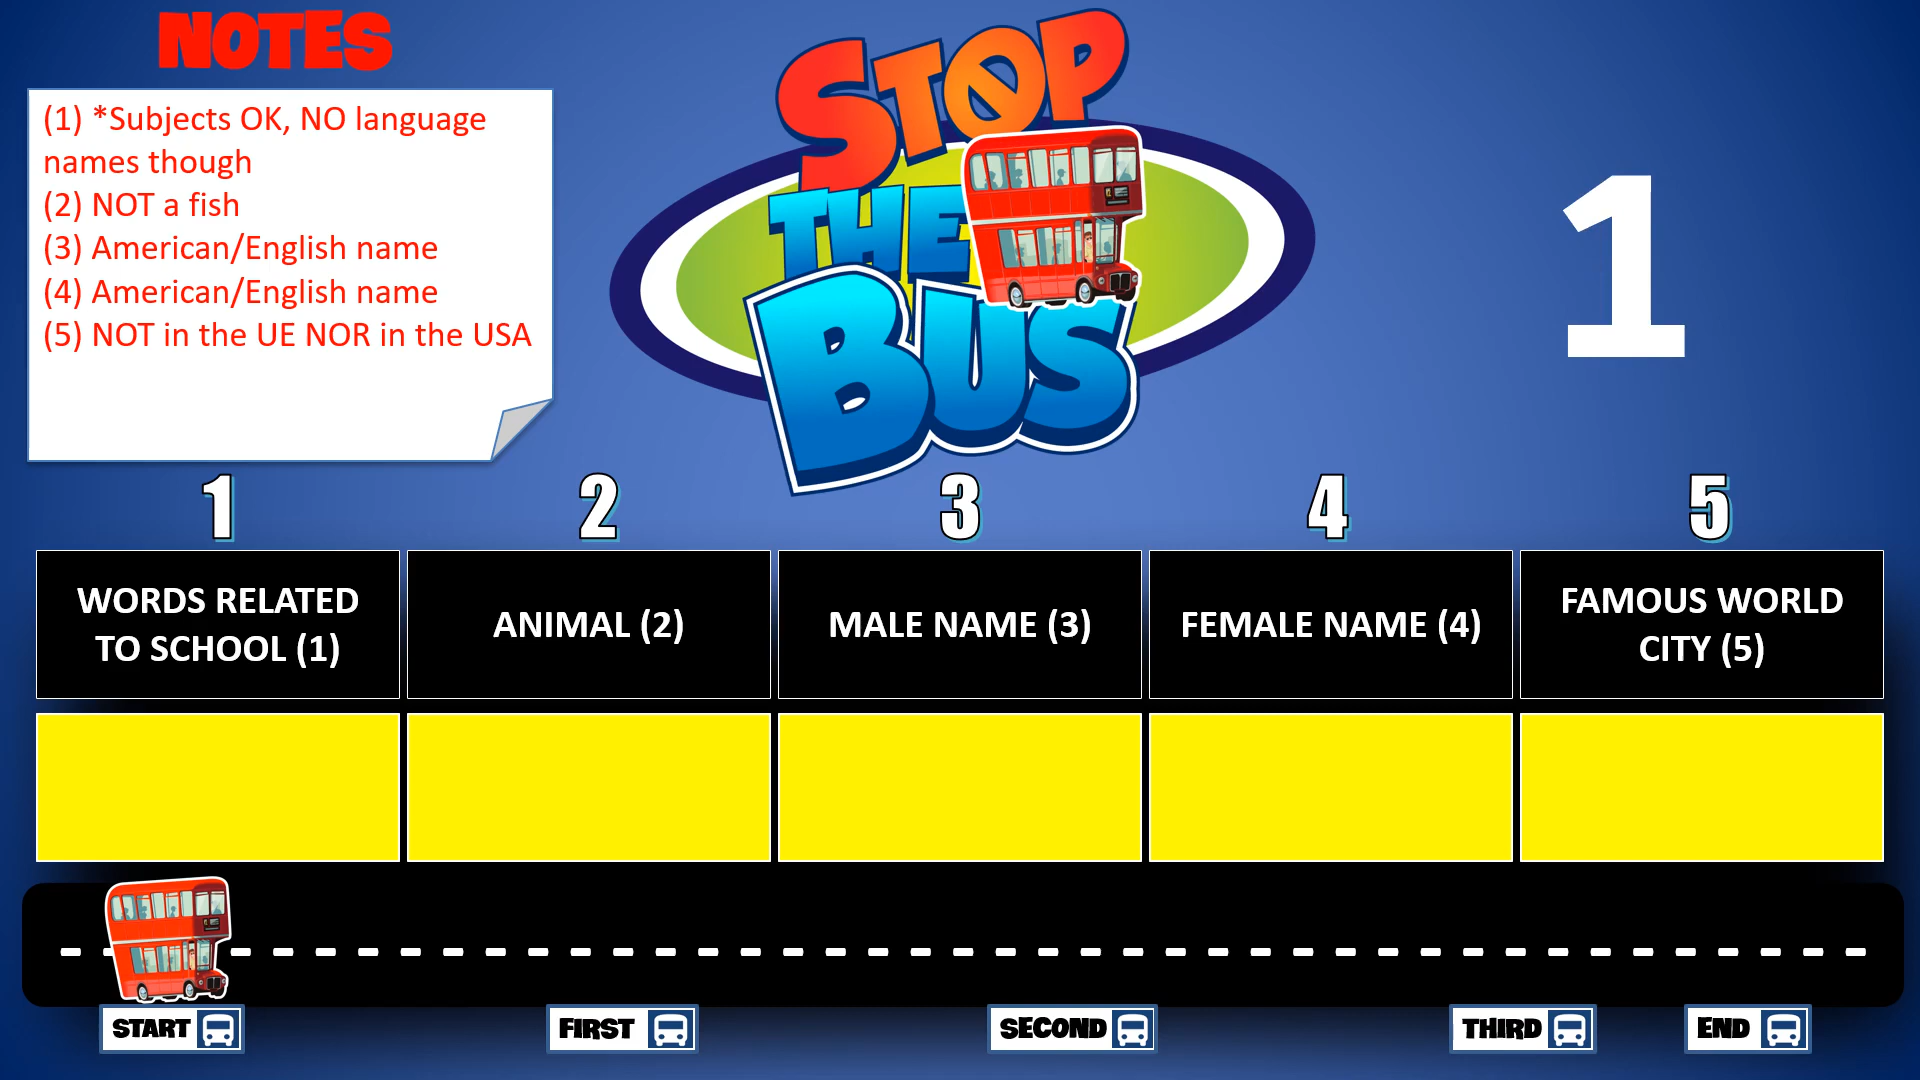 NOTES
(1) *Subjects OK, NO language
names though
(2) NOT a fish
(3) American/English name
(4) American/English name
(5) NOT in the UE NOR in the USA
STOP
THE
BUS
1
1
2
3
4
5
WORDS RELATED
TO SCHOOL (1)
ANIMAL (2)
MALE NAME (3)
FEMALE NAME (4)
FAMOUS WORLD
CITY (5)
START
FIRST
SECOND
THIRD
END